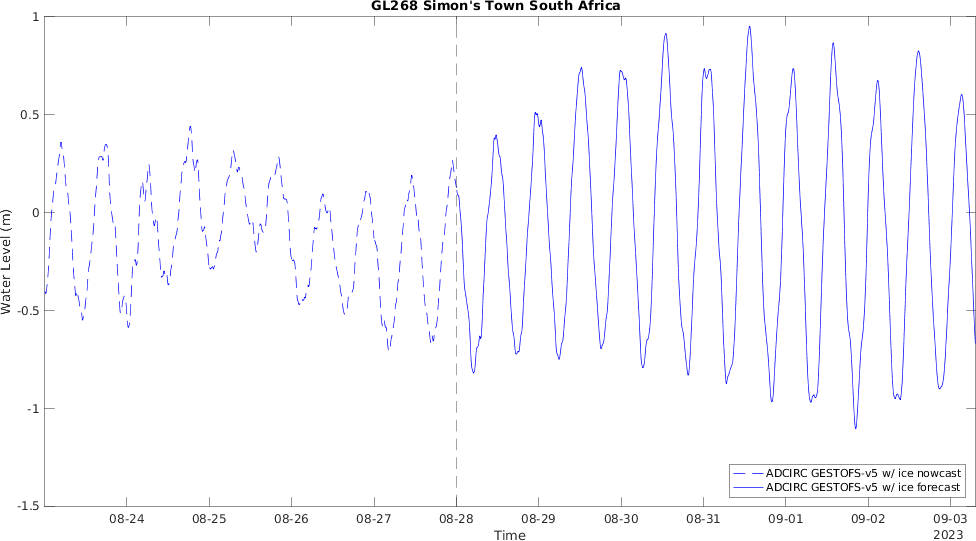 GL268 Simon's Town South Africa
Water Level (m)
1
0.5
0
-0.5
-1
-1.5
ADCIRC GESTOFS-v5 w/ ice nowcast
ADCIRC GESTOFS-v5 w/ ice forecast
08-24 08-25 08-26 08-27 08-28 08-29 08-30 08-31 09-01 09-02 09-03
Time
2023